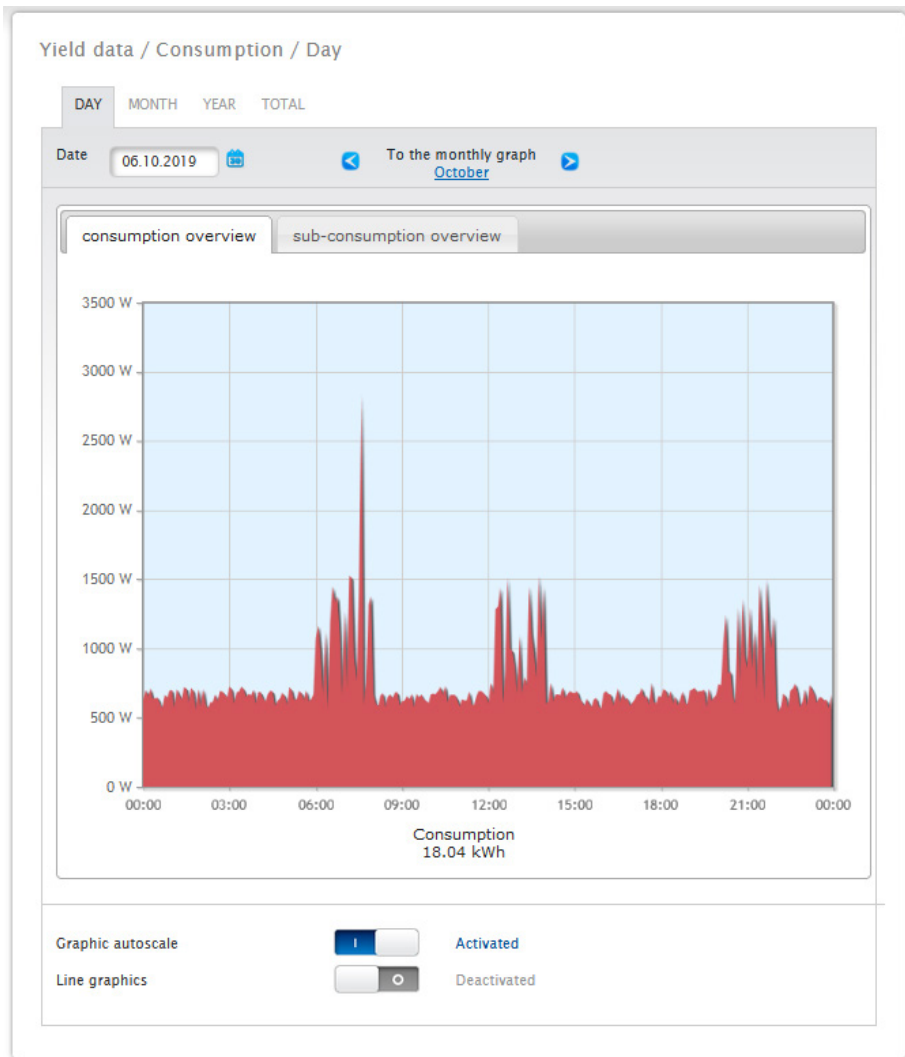 Yield data / Consumption / Day
DAY MONTH YEAR TOTAL
Date 06.10.2019 To the monthly graph
October
consumption overview sub-consumption overview
3500 W
3000 W
2500 W
2000 W
1500 W
1000 W
500 W
0 W
00:00 03:00 06:00 09:00 12:00 15:00 18:00 21:00 00:00
Consumption
18.04 kWh
Graphic autoscale I Activated
Line graphics O Deactivated